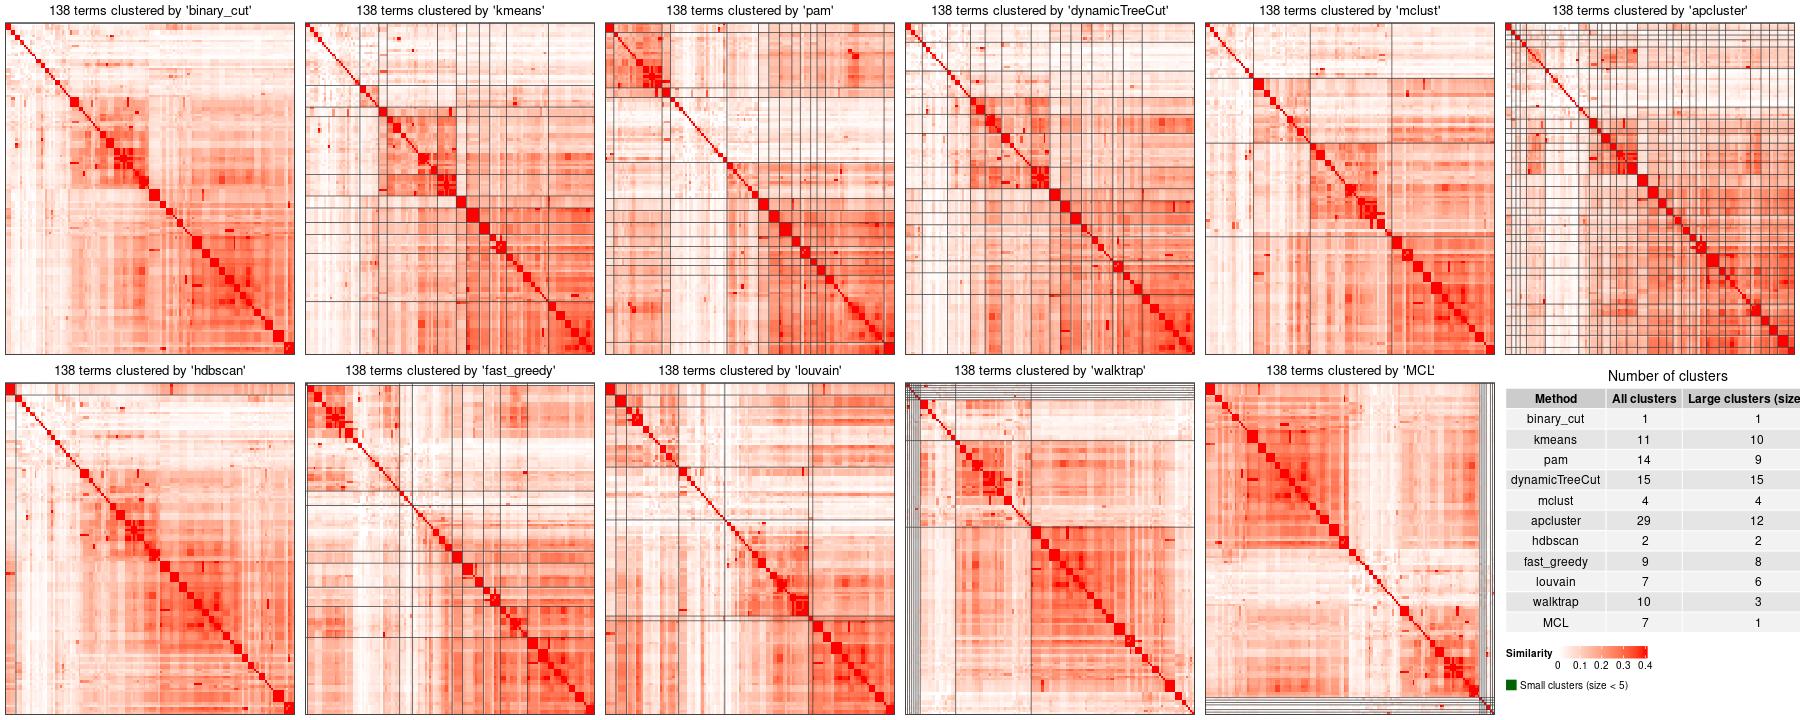 138 terms clustered by 'binary_cut'
138 terms clustered by 'kmeans'
138 terms clustered by 'pam'
138 terms clustered by 'dynamicTreeCut'
138 terms clustered by 'mclust'
138 terms clustered by 'apcluster'
138 terms clustered by 'hdbscan'
138 terms clustered by 'fast_greedy'
138 terms clustered by 'louvain'
138 terms clustered by 'walktrap'
138 terms clustered by 'MCL'
Number of clusters
Method All clusters Large clusters (size
binary_cut 1 1
kmeans 11 10
pam 14 9
dynamicTreeCut 15 15
mclust 4 4
apcluster 29 12
hdbscan 2 2
fast_greedy 9 8
louvain 7 6
walktrap 10 3
MCL 7 1
Similarity
0 0.1 0.2 0.3 0.4
Small clusters (size < 5)